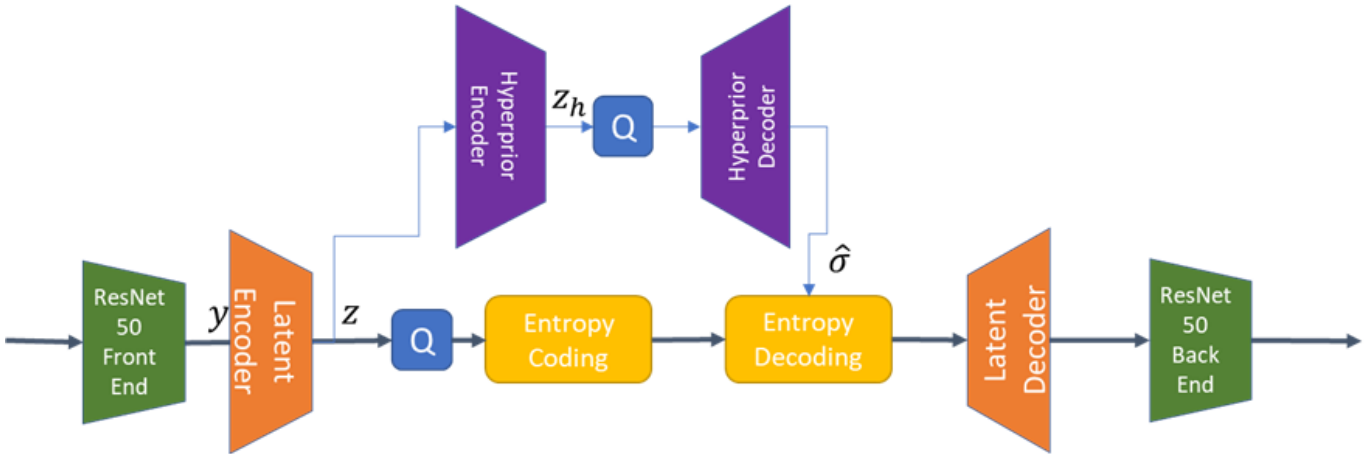 Hyperprior
Encoder
z_h
Q
Hyperprior
Decoder
σ̂
ResNet
50
Front
End
y
Latent
Encoder
z
Q
Entropy
Coding
Entropy
Decoding
Latent
Decoder
ResNet
50
Back
End